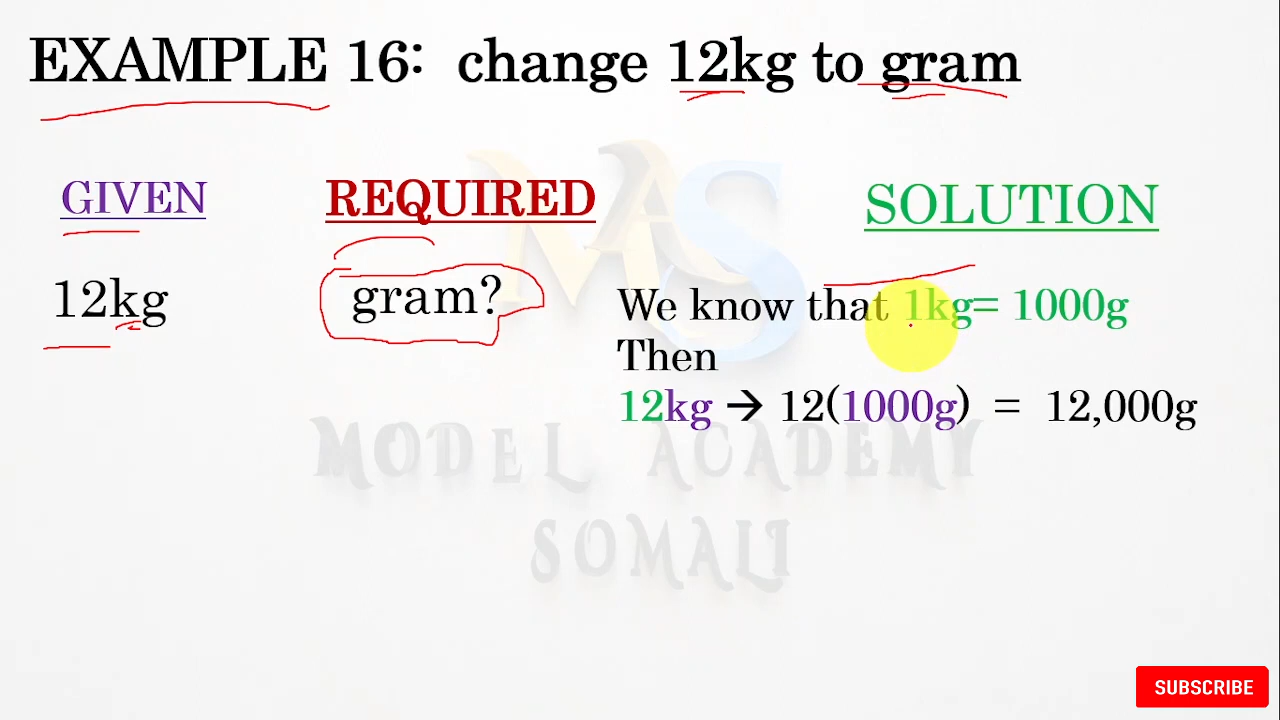 EXAMPLE 16: change 12kg to gram
GIVEN
12kg
REQUIRED
gram?
SOLUTION
We know that 1kg= 1000g
Then
12kg → 12(1000g) = 12,000g
MAS
MODEL ACADEMY
SOMALI
SUBSCRIBE